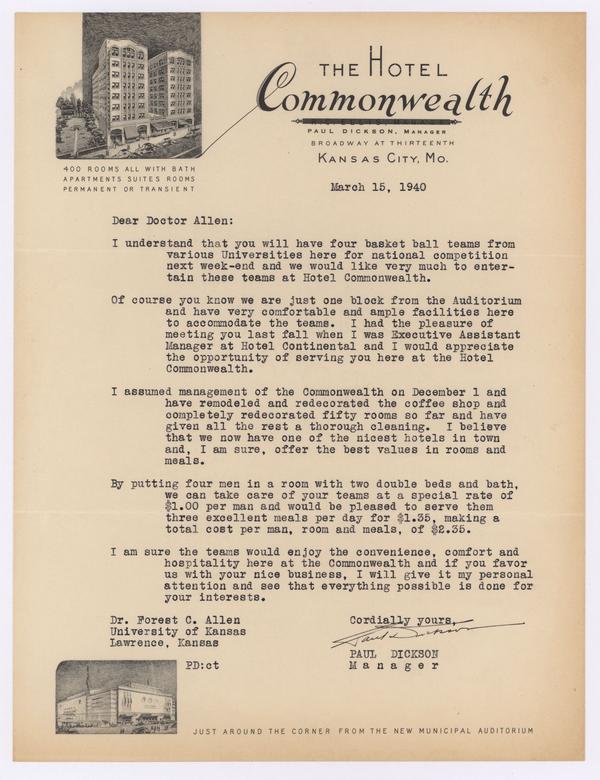 THE HOTEL
Commonwealth
PAUL DICKSON, MANAGER
BROADWAY AT THIRTEENTH
KANSAS CITY, MO.
400 ROOMS ALL WITH BATH
APARTMENTS SUITES ROOMS
PERMANENT OR TRANSIENT
March 15, 1940
Dear Doctor Allen:
I understand that you will have four basket ball teams from
various Universities here for national competition
next week-end and we would like very much to enter-
tain these teams at Hotel Commonwealth.
Of course you know we are just one block from the Auditorium
and have very comfortable and ample facilities here
to accommodate the teams. I had the pleasure of
meeting you last fall when I was Executive Assistant
Manager at Hotel Continental and I would appreciate
the opportunity of serving you here at the Hotel
Commonwealth.
I assumed management of the Commonwealth on December 1 and
have remodeled and redecorated the coffee shop and
completely redecorated fifty rooms so far and have
given all the rest a thorough cleaning. I believe
that we now have one of the nicest hotels in town
and, I am sure, offer the best values in rooms and
meals.
By putting four men in a room with two double beds and bath,
we can take care of your teams at a special rate of
$1.00 per man and would be pleased to serve them
three excellent meals per day for $1.35, making a
total cost per man, room and meals, of $2.35.
I am sure the teams would enjoy the convenience, comfort and
hospitality here at the Commonwealth and if you favor
us with your nice business, I will give it my personal
attention and see that everything possible is done for
your interests.
Dr. Forest C. Allen
University of Kansas
Lawrence, Kansas
Cordially yours,
Paul Dickson
PAUL DICKSON
Manager
PD:ct
JUST AROUND THE CORNER FROM THE NEW MUNICIPAL AUDITORIUM